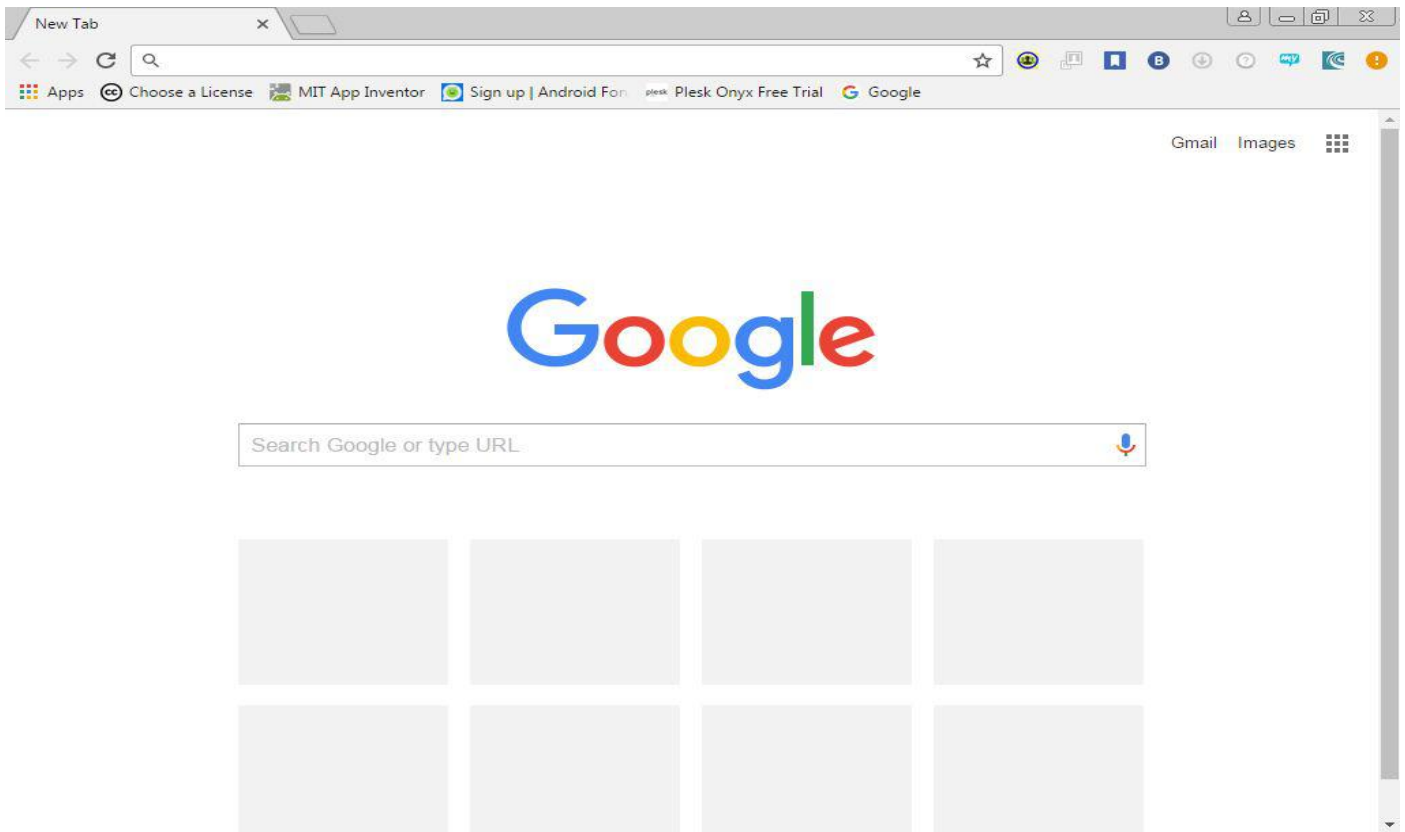 New Tab
Apps Choose a License MIT App Inventor Sign up | Android For plesk Plesk Onyx Free Trial G Google
Gmail Images
Google
Search Google or type URL